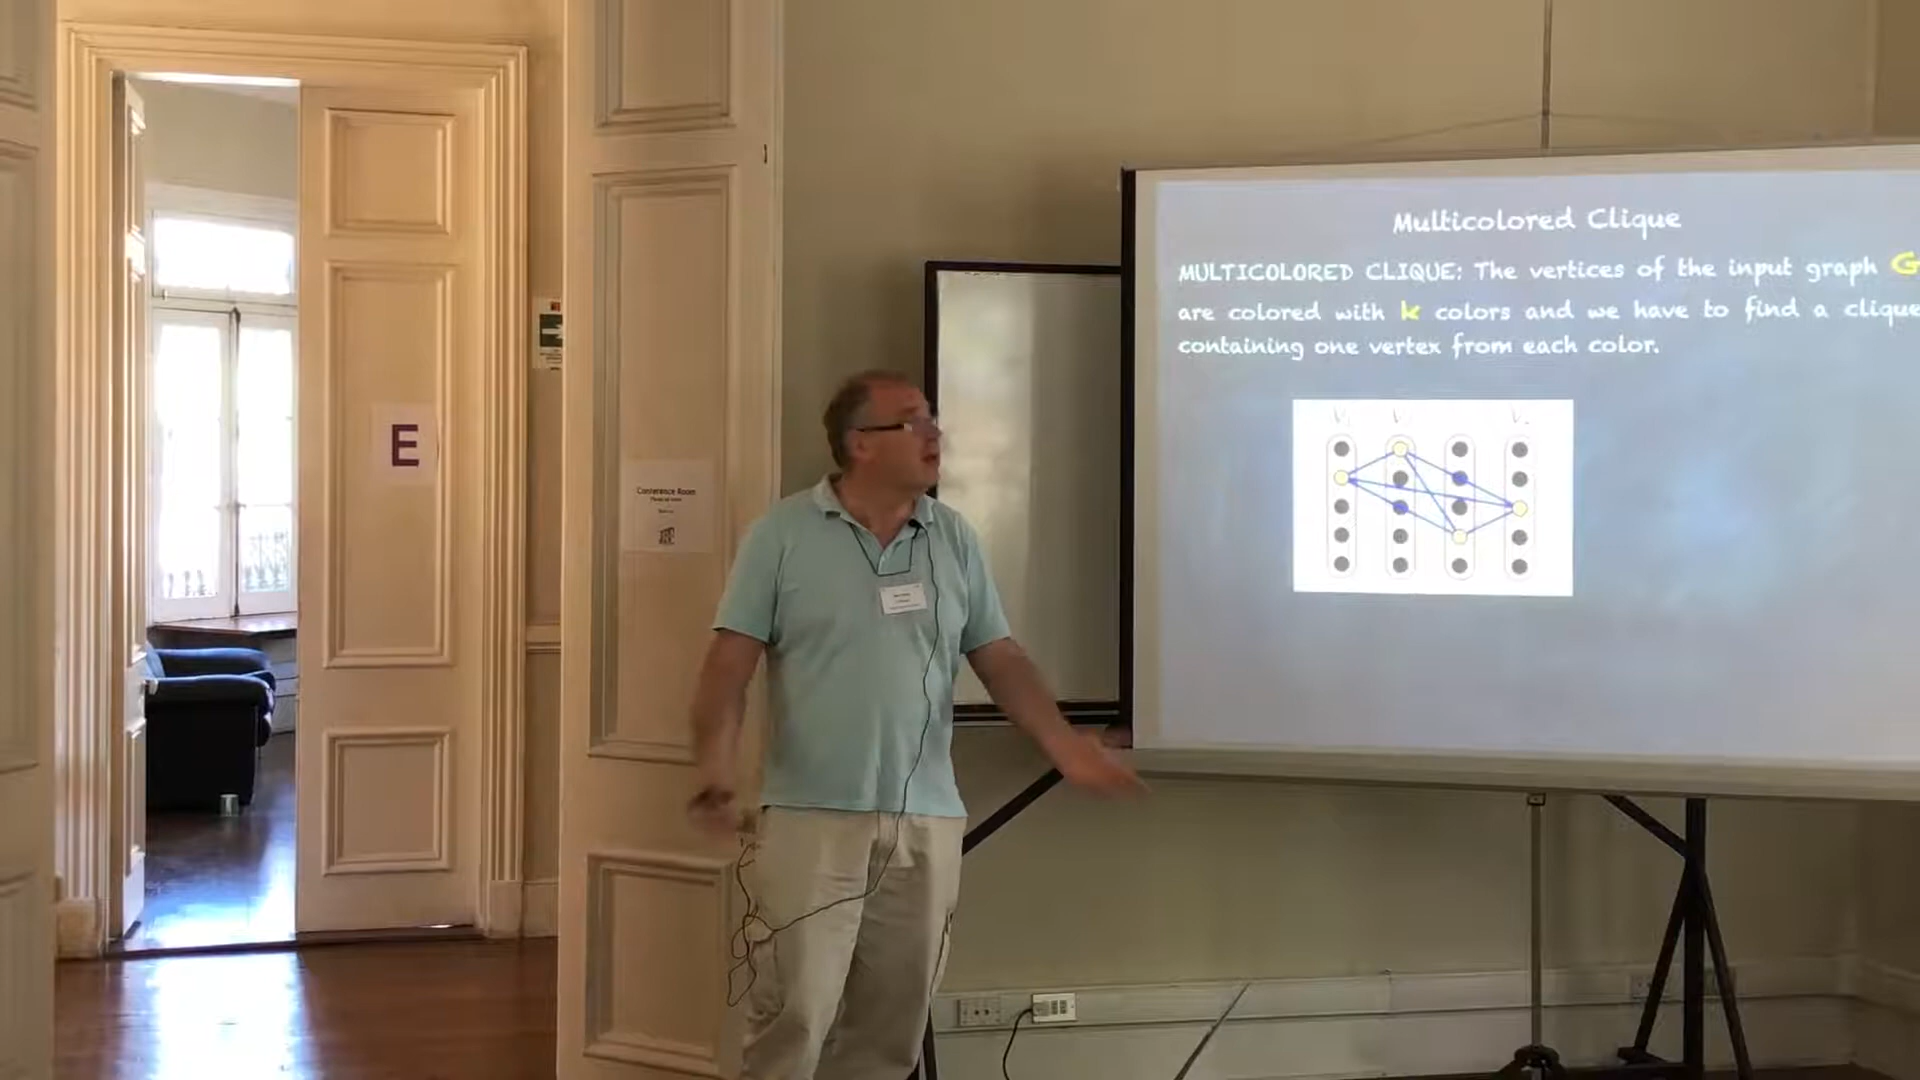 E
Conference Room
Multicolored Clique
MULTICOLORED CLIQUE: The vertices of the input graph G
are colored with k colors and we have to find a clique
containing one vertex from each color.